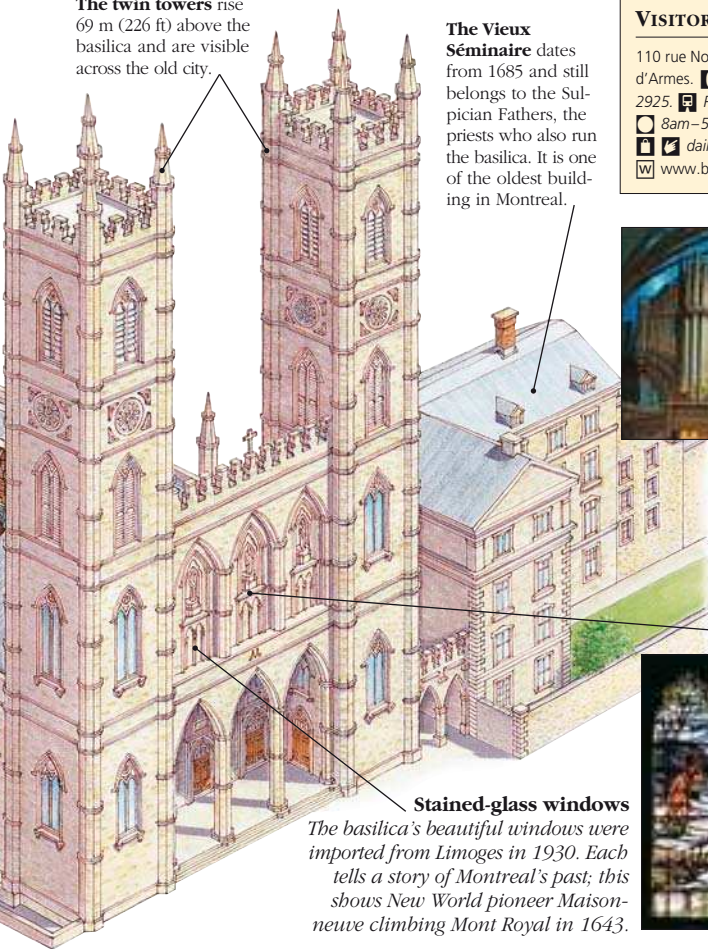 The twin towers rise
69 m (226 ft) above the
basilica and are visible
across the old city.
The Vieux
Séminaire dates
from 1685 and still
belongs to the Sul-
pician Fathers, the
priests who also run
the basilica. It is one
of the oldest build-
ing in Montreal.
VISITOR
110 rue No
d'Armes.
2925.
8am–5
dail
www.b
Stained-glass windows
The basilica's beautiful windows were
imported from Limoges in 1930. Each
tells a story of Montreal's past; this
shows New World pioneer Maison-
neuve climbing Mont Royal in 1643.